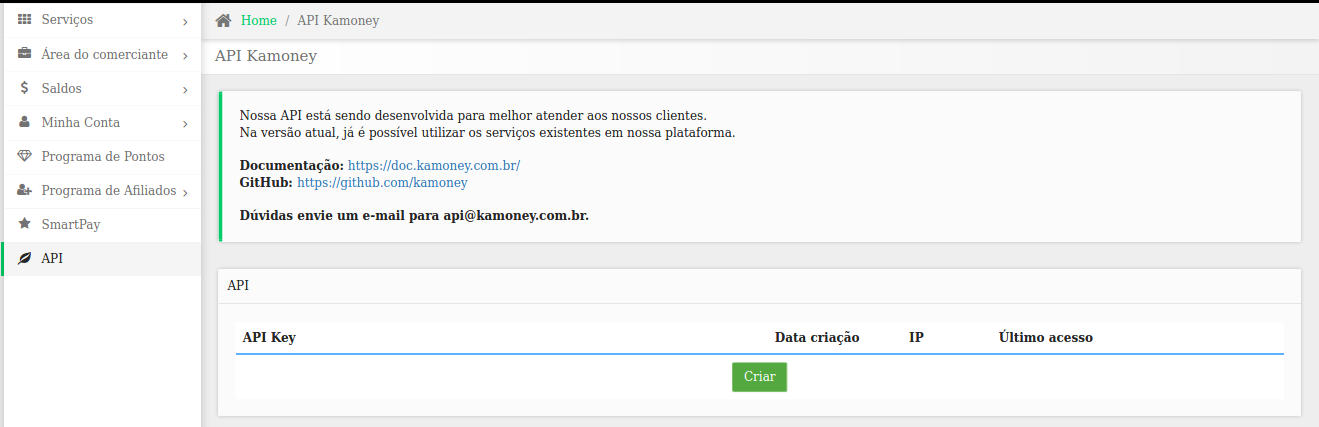 Serviços
Área do comerciante
Saldos
Minha Conta
Programa de Pontos
Programa de Afiliados
SmartPay
API
Home / API Kamoney
API Kamoney
Nossa API está sendo desenvolvida para melhor atender aos nossos clientes.
Na versão atual, já é possível utilizar os serviços existentes em nossa plataforma.
Documentação: https://doc.kamoney.com.br/
GitHub: https://github.com/kamoney
Dúvidas envie um e-mail para api@kamoney.com.br.
API
API Key Data criação IP Último acesso
Criar